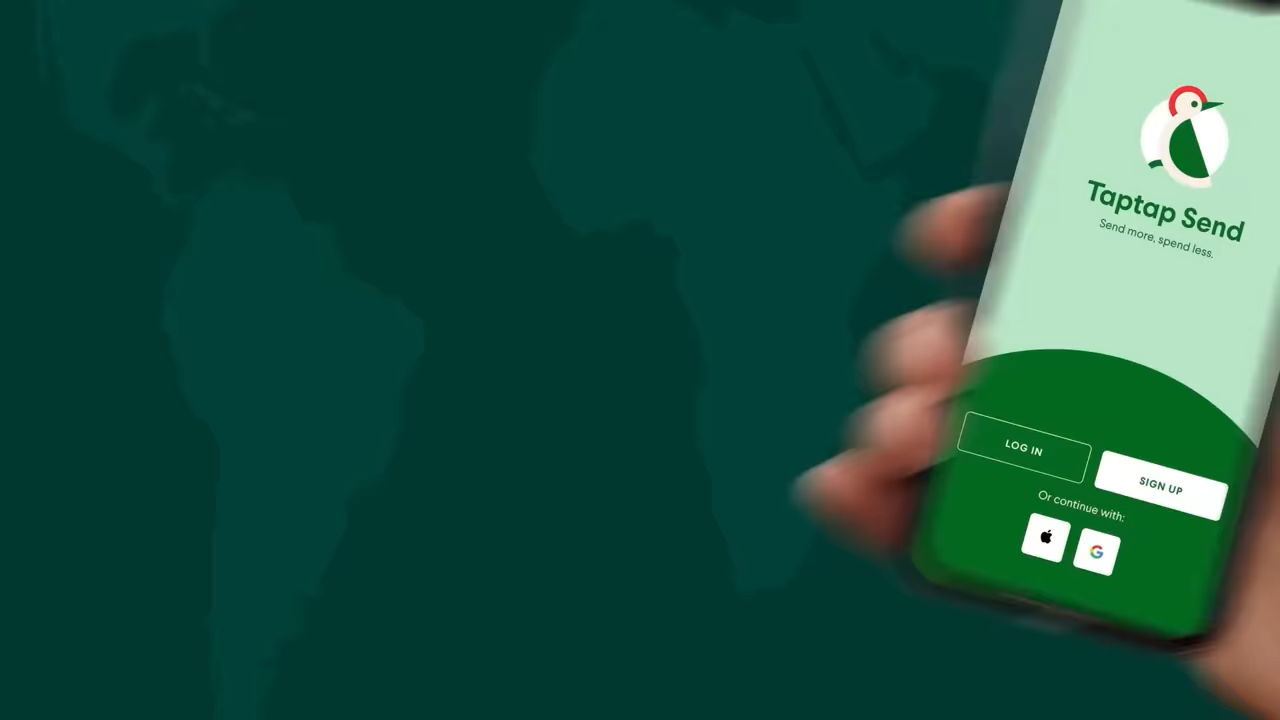 Taptap Send
Send more, spend less.
LOG IN
SIGN UP
Or continue with: